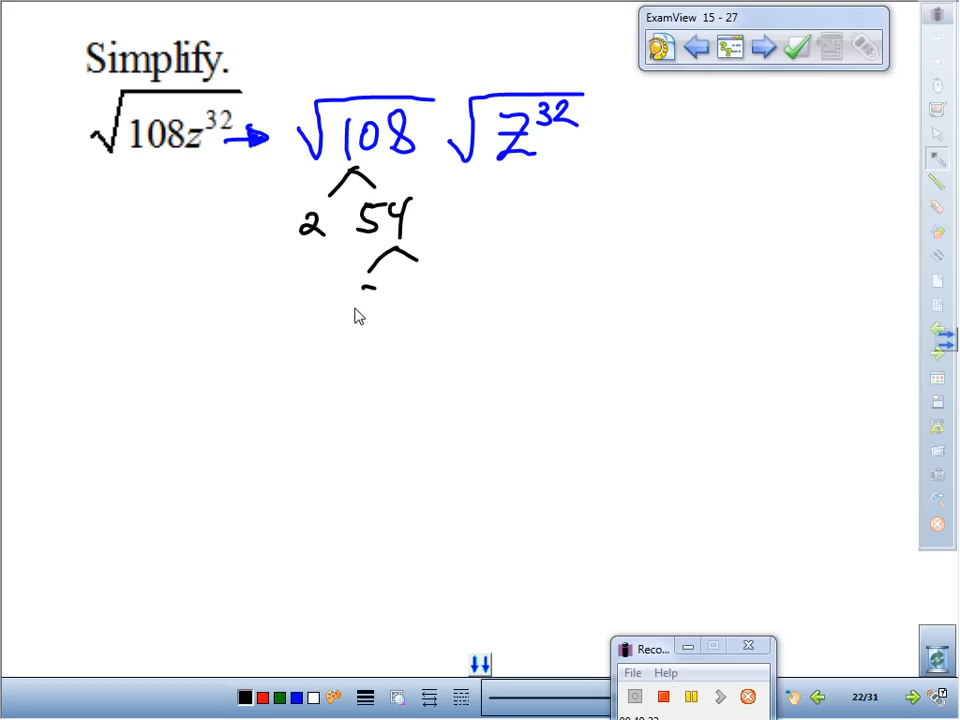 ExamView 15 - 27
Simplify.
√108z³² → √108 √z³²
2 54
Reco...
File Help
22/31